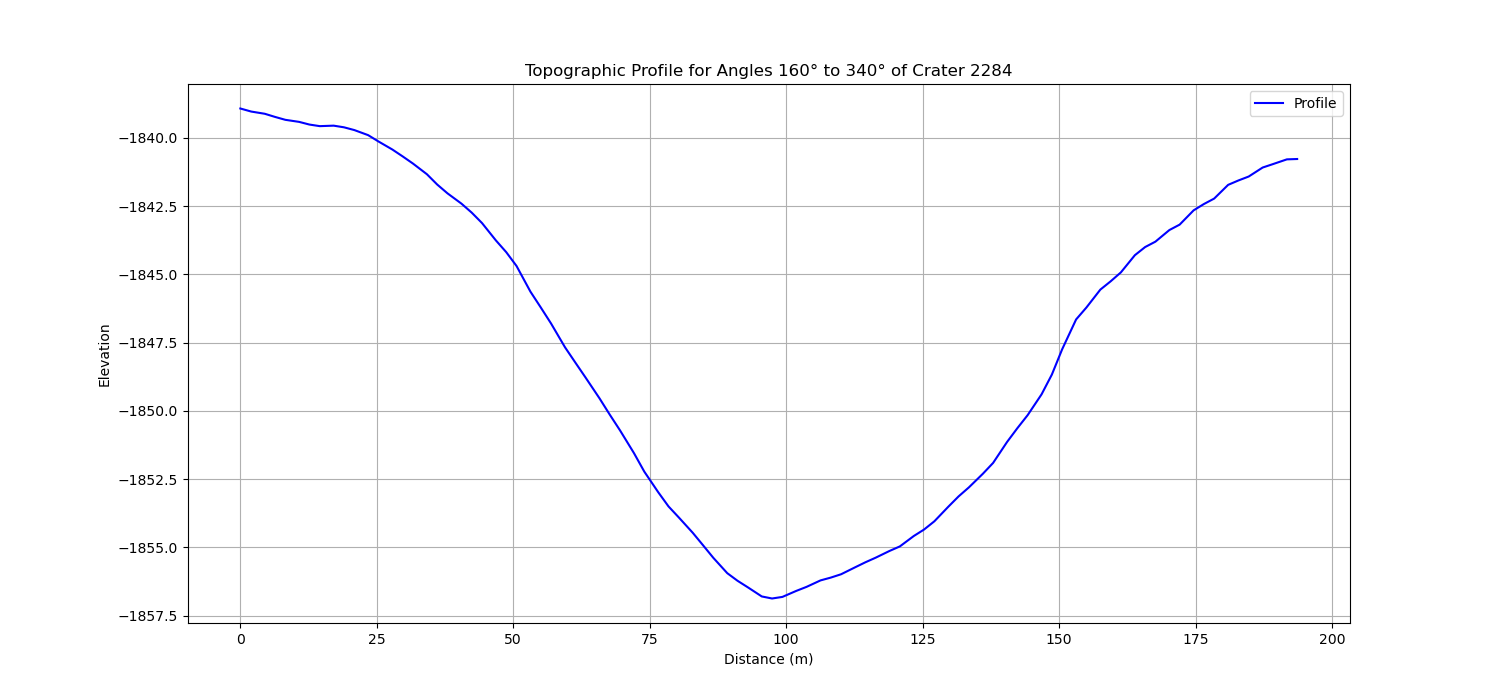 Topographic Profile for Angles 160° to 340° of Crater 2284
Profile
−1840.0
−1842.5
−1845.0
−1847.5
−1850.0
−1852.5
−1855.0
−1857.5
Elevation
0 25 50 75 100 125 150 175 200
Distance (m)